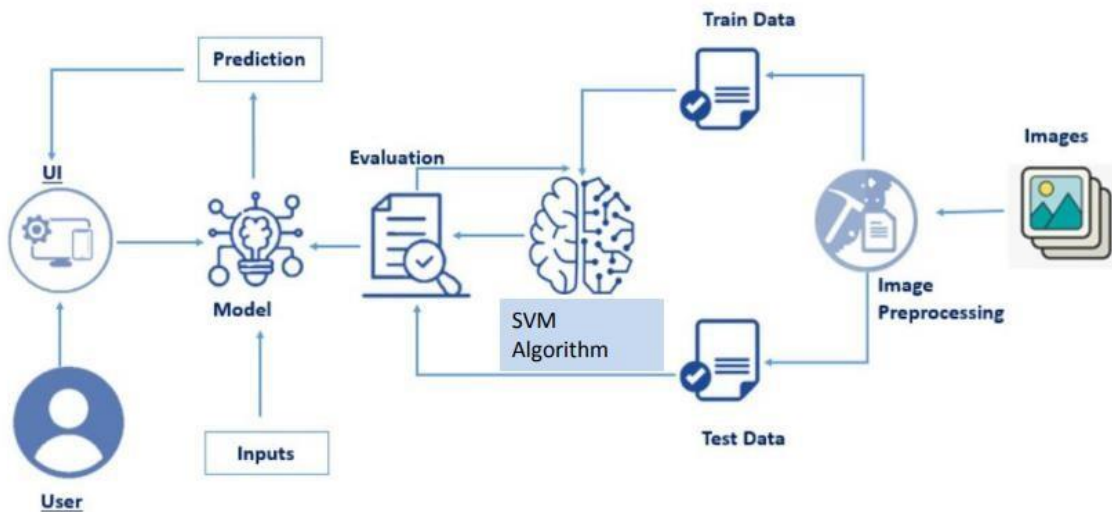 Train Data
Prediction
Images
Evaluation
UI
Image
Preprocessing
Model
SVM
Algorithm
Test Data
Inputs
User